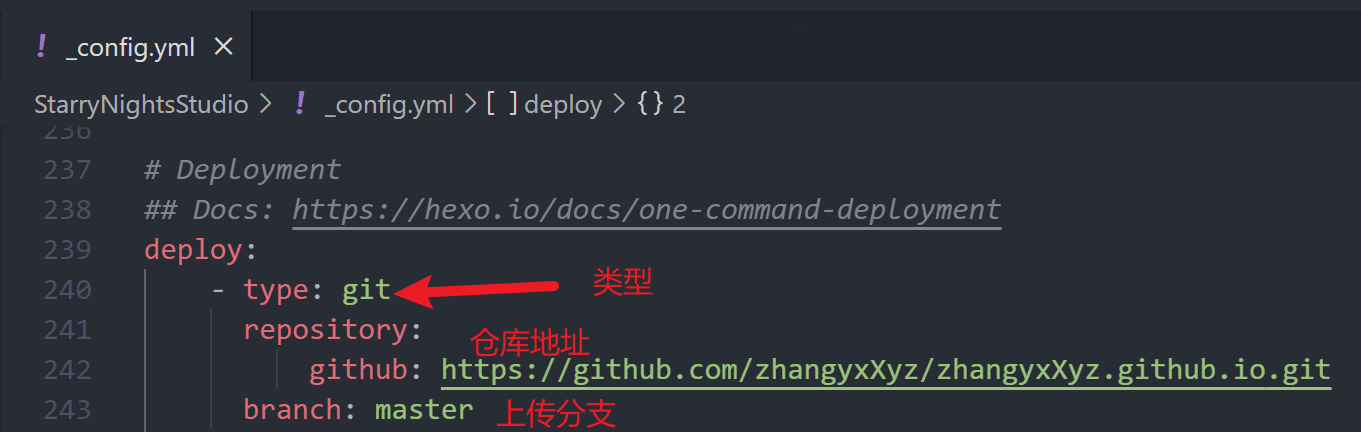 ! _config.yml ×
StarryNightsStudio > ! _config.yml > [ ] deploy > {} 2
236
237 # Deployment
238 ## Docs: https://hexo.io/docs/one-command-deployment
239 deploy:
240 - type: git 类型
241 repository: 仓库地址
242 github: https://github.com/zhangyxXyz/zhangyxXyz.github.io.git
243 branch: master 上传分支